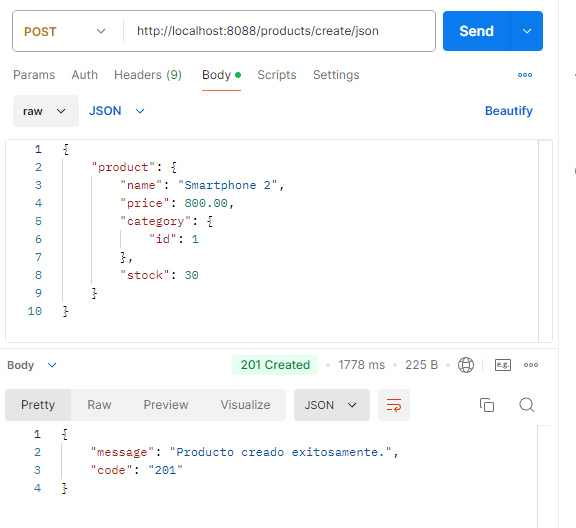 POST http://localhost:8088/products/create/json Send
Params Auth Headers (9) Body Scripts Settings
raw JSON Beautify
1 {
2 "product": {
3 "name": "Smartphone 2",
4 "price": 800.00,
5 "category": {
6 "id": 1
7 },
8 "stock": 30
9 }
10 }
Body 201 Created 1778 ms 225 B e.g.
Pretty Raw Preview Visualize JSON
1 {
2 "message": "Producto creado exitosamente.",
3 "code": "201"
4 }